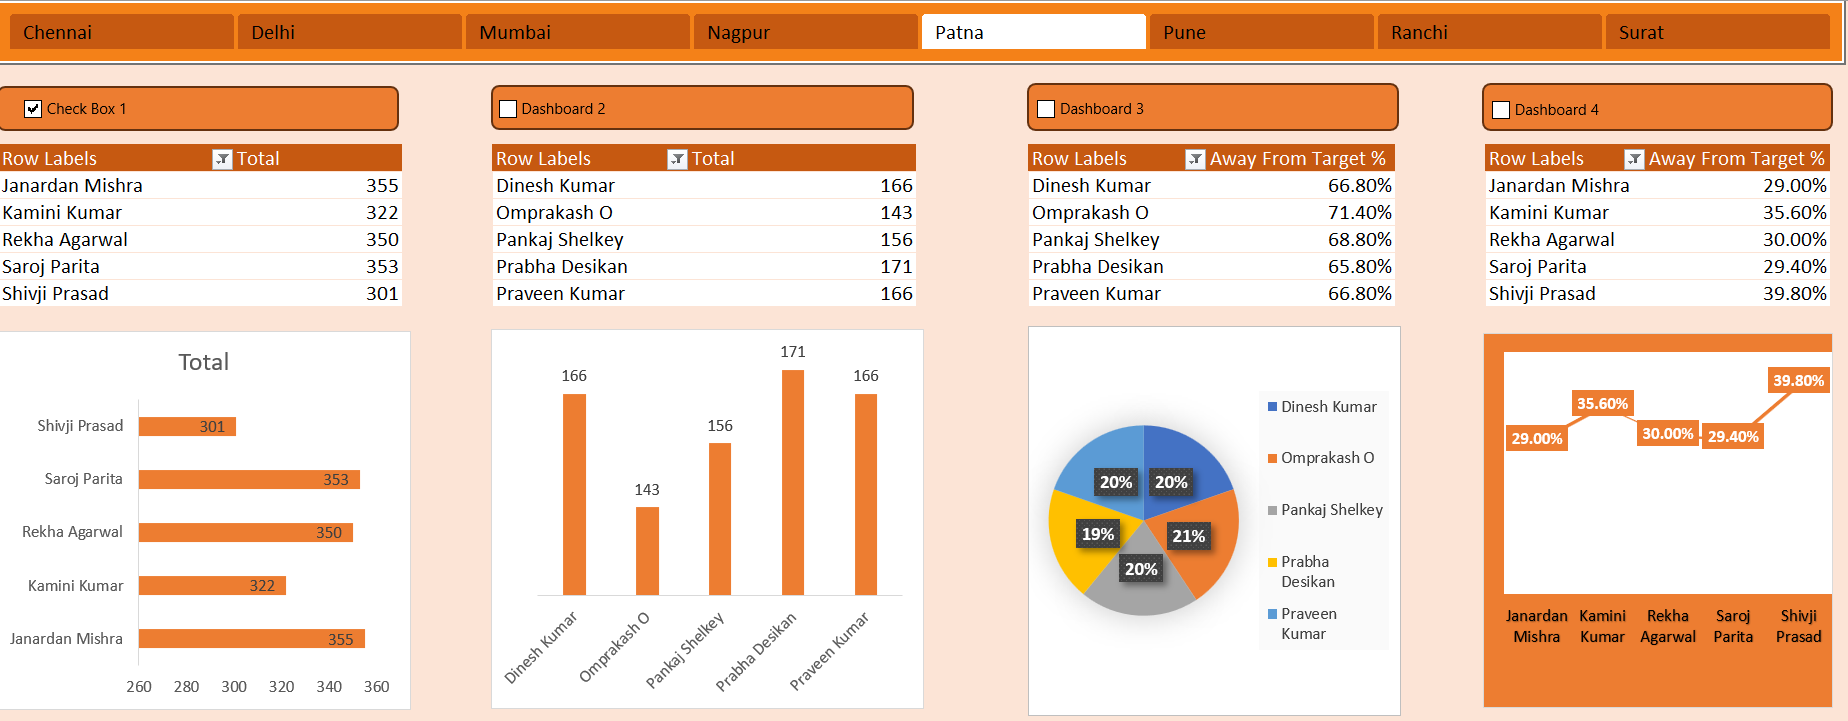 Chennai Delhi Mumbai Nagpur Patna Pune Ranchi Surat
Check Box 1
Row Labels Total
Janardan Mishra 355
Kamini Kumar 322
Rekha Agarwal 350
Saroj Parita 353
Shivji Prasad 301
Total
Shivji Prasad 301
Saroj Parita 353
Rekha Agarwal 350
Kamini Kumar 322
Janardan Mishra 355
260 280 300 320 340 360
Dashboard 2
Row Labels Total
Dinesh Kumar 166
Omprakash O 143
Pankaj Shelkey 156
Prabha Desikan 171
Praveen Kumar 166
166 143 156 171 166
Dinesh Kumar Omprakash O Pankaj Shelkey Prabha Desikan Praveen Kumar
Dashboard 3
Row Labels Away From Target %
Dinesh Kumar 66.80%
Omprakash O 71.40%
Pankaj Shelkey 68.80%
Prabha Desikan 65.80%
Praveen Kumar 66.80%
20% 20%
19% 21%
20%
Dinesh Kumar
Omprakash O
Pankaj Shelkey
Prabha
Desikan
Praveen
Kumar
Dashboard 4
Row Labels Away From Target %
Janardan Mishra 29.00%
Kamini Kumar 35.60%
Rekha Agarwal 30.00%
Saroj Parita 29.40%
Shivji Prasad 39.80%
29.00% 35.60% 30.00% 29.40% 39.80%
Janardan Kamini Rekha Saroj Shivji
Mishra Kumar Agarwal Parita Prasad